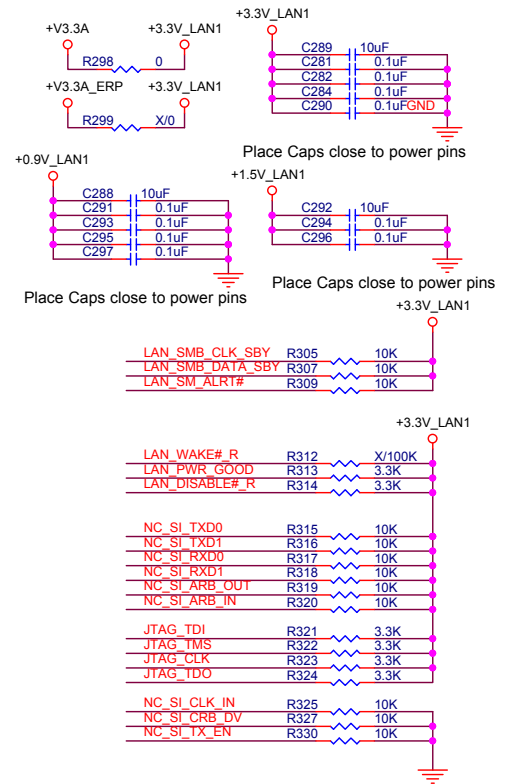 +V3.3A +3.3V_LAN1
R298 0
+V3.3A_ERP +3.3V_LAN1
R299 X/0
+3.3V_LAN1
C289 10uF
C281 0.1uF
C282 0.1uF
C284 0.1uF
C290 0.1uF GND
Place Caps close to power pins
+0.9V_LAN1
C288 10uF
C291 0.1uF
C293 0.1uF
C295 0.1uF
C297 0.1uF
Place Caps close to power pins
+1.5V_LAN1
C292 10uF
C294 0.1uF
C296 0.1uF
Place Caps close to power pins
+3.3V_LAN1
LAN_SMB_CLK_SBY R305 10K
LAN_SMB_DATA_SBY R307 10K
LAN_SM_ALRT# R309 10K
+3.3V_LAN1
LAN_WAKE#_R R312 X/100K
LAN_PWR_GOOD R313 3.3K
LAN_DISABLE#_R R314 3.3K
NC_SI_TXD0 R315 10K
NC_SI_TXD1 R316 10K
NC_SI_RXD0 R317 10K
NC_SI_RXD1 R318 10K
NC_SI_ARB_OUT R319 10K
NC_SI_ARB_IN R320 10K
JTAG_TDI R321 3.3K
JTAG_TMS R322 3.3K
JTAG_CLK R323 3.3K
JTAG_TDO R324 3.3K
NC_SI_CLK_IN R325 10K
NC_SI_CRB_DV R327 10K
NC_SI_TX_EN R330 10K